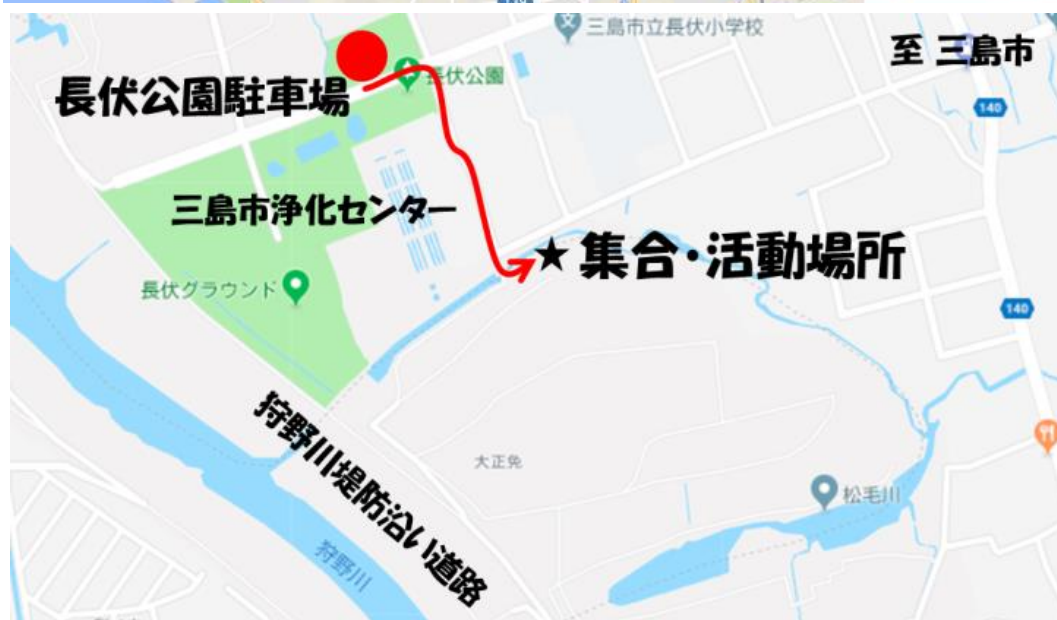 三島市立長伏小学校
至 三島市
長伏公園
長伏公園駐車場
140
三島市浄化センター
★集合・活動場所
長伏グラウンド
140
狩野川堤防沿い道路
大正免
松毛川
狩野川